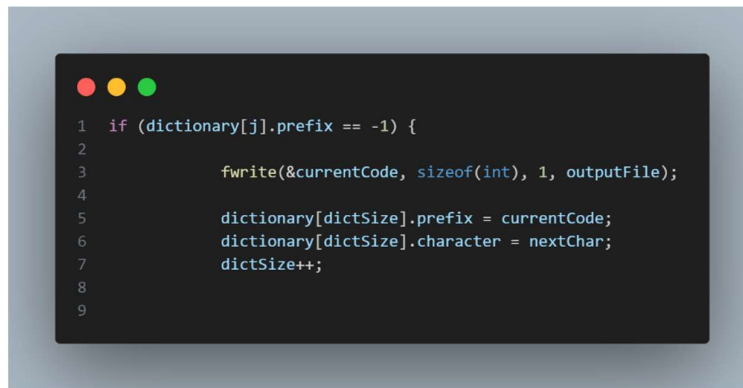 1 if (dictionary[j].prefix == -1) {
2
3 fwrite(&currentCode, sizeof(int), 1, outputFile);
4
5 dictionary[dictSize].prefix = currentCode;
6 dictionary[dictSize].character = nextChar;
7 dictSize++;
8
9